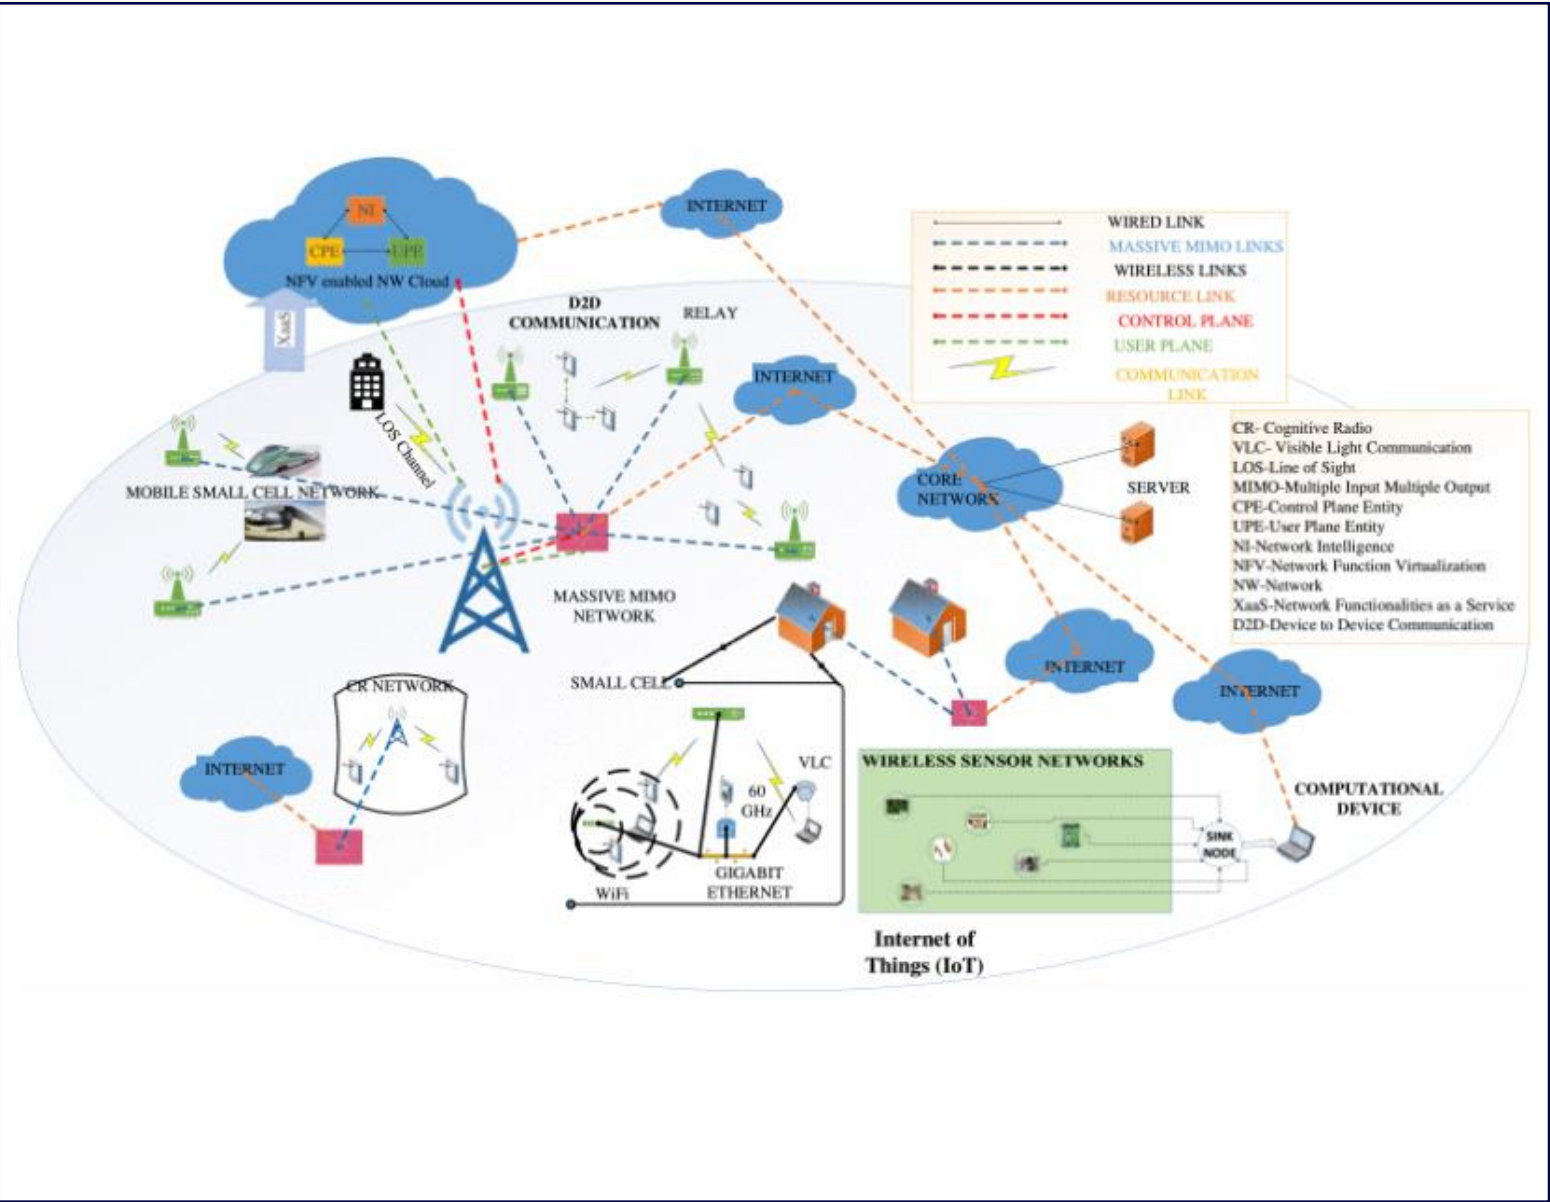 NI
CPE
UPE
NFV enabled NW Cloud
XaaS
INTERNET
WIRED LINK
MASSIVE MIMO LINKS
WIRELESS LINKS
RESOURCE LINK
CONTROL PLANE
USER PLANE
COMMUNICATION
LINK
D2D
COMMUNICATION
RELAY
INTERNET
LOS Channel
MOBILE SMALL CELL NETWORK
CORE
NETWORK
SERVER
CR- Cognitive Radio
VLC- Visible Light Communication
LOS-Line of Sight
MIMO-Multiple Input Multiple Output
CPE-Control Plane Entity
UPE-User Plane Entity
NI-Network Intelligence
NFV-Network Function Virtualization
NW-Network
XaaS-Network Functionalities as a Service
D2D-Device to Device Communication
MASSIVE MIMO
NETWORK
SMALL CELL
INTERNET
INTERNET
CR NETWORK
INTERNET
VLC
60
GHz
WiFi
GIGABIT
ETHERNET
WIRELESS SENSOR NETWORKS
SINK
NODE
COMPUTATIONAL
DEVICE
Internet of
Things (IoT)